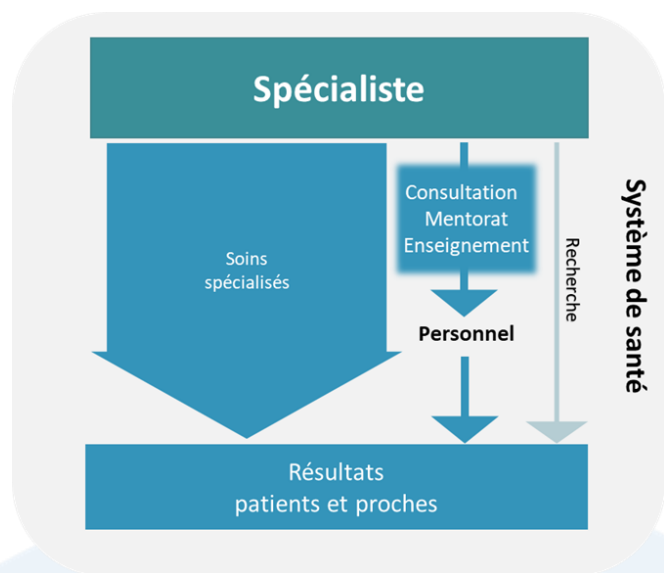 Spécialiste
Soins
spécialisés
Consultation
Mentorat
Enseignement
Personnel
Recherche
Résultats
patients et proches
Système de santé